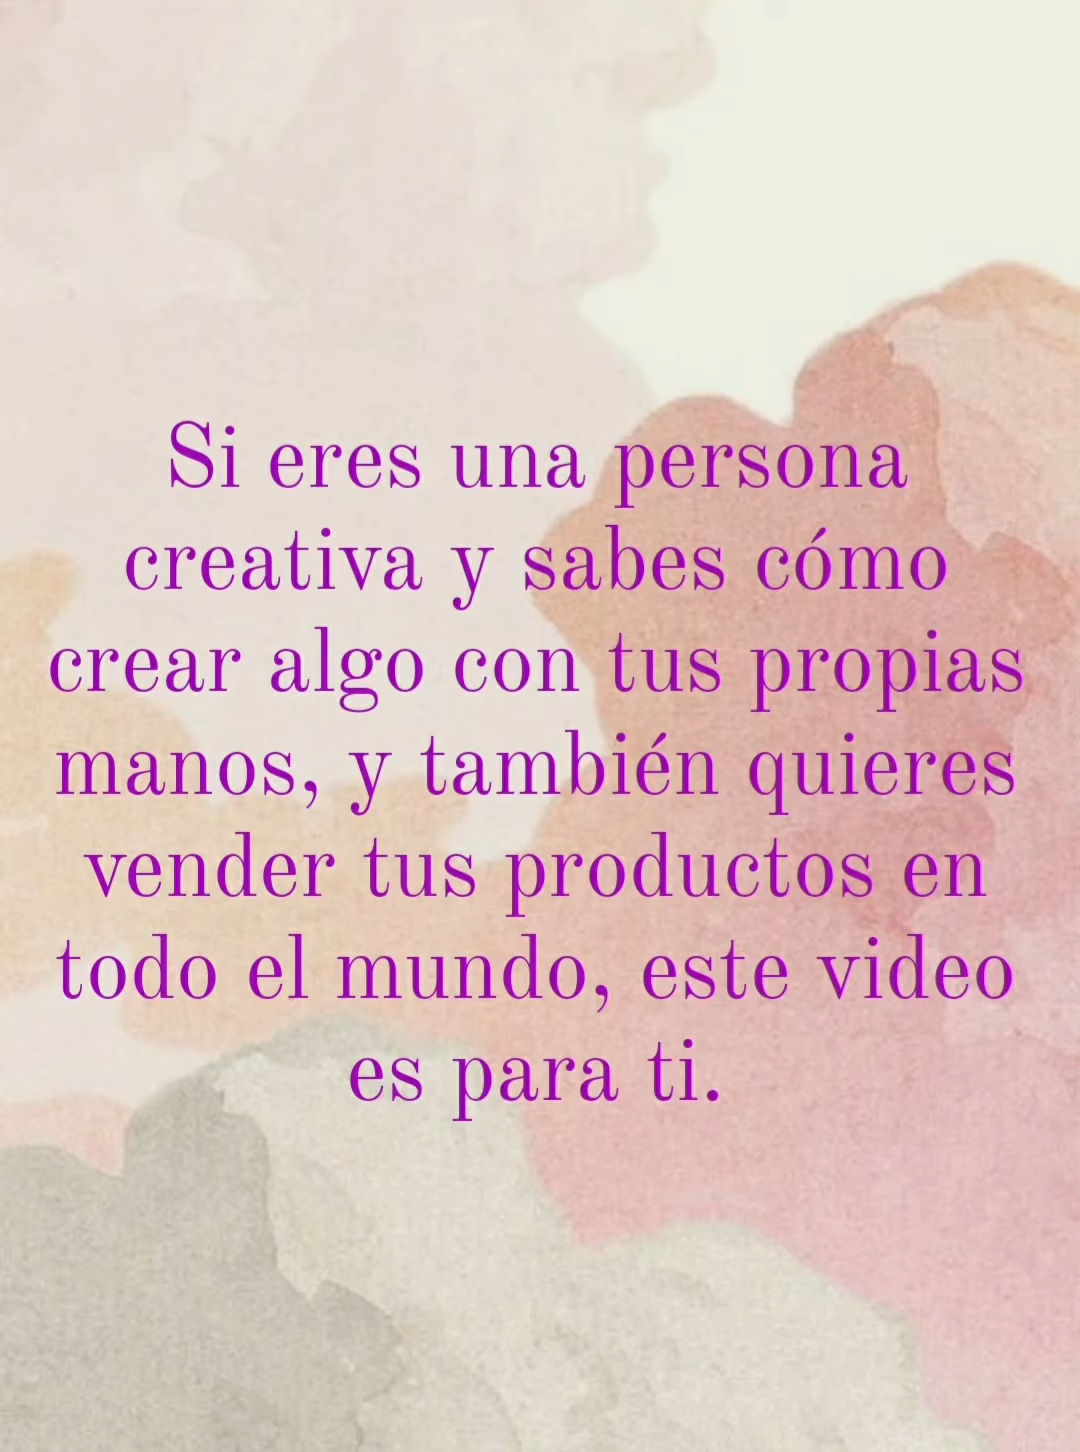 Si eres una persona
creativa y sabes cómo
crear algo con tus propias
manos, y también quieres
vender tus productos en
todo el mundo, este video
es para ti.